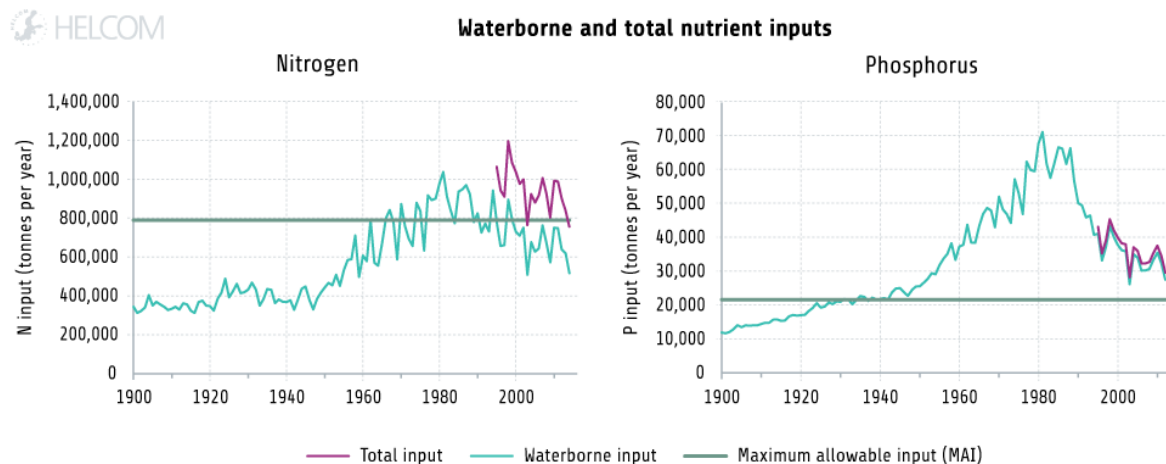 HELCOM
Waterborne and total nutrient inputs
Nitrogen
Phosphorus
N input (tonnes per year)
1,400,000
1,200,000
1,000,000
800,000
600,000
400,000
200,000
0
1900 1920 1940 1960 1980 2000
P input (tonnes per year)
80,000
70,000
60,000
50,000
40,000
30,000
20,000
10,000
0
1900 1920 1940 1960 1980 2000
Total input Waterborne input Maximum allowable input (MAI)